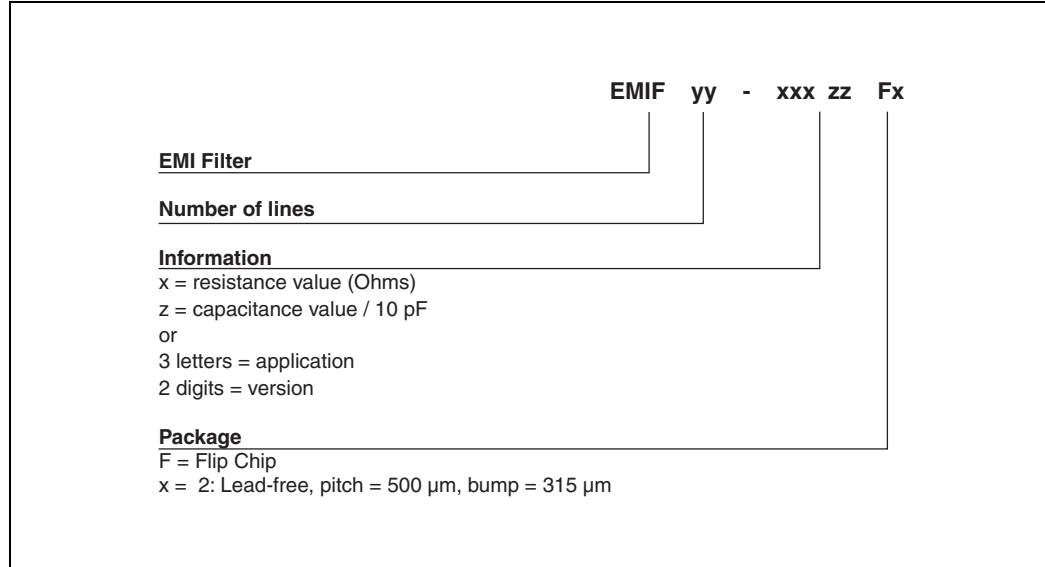 EMIF yy - xxx zz Fx
EMI Filter
Number of lines
Information
x = resistance value (Ohms)
z = capacitance value / 10 pF
or
3 letters = application
2 digits = version
Package
F = Flip Chip
x = 2: Lead-free, pitch = 500 µm, bump = 315 µm